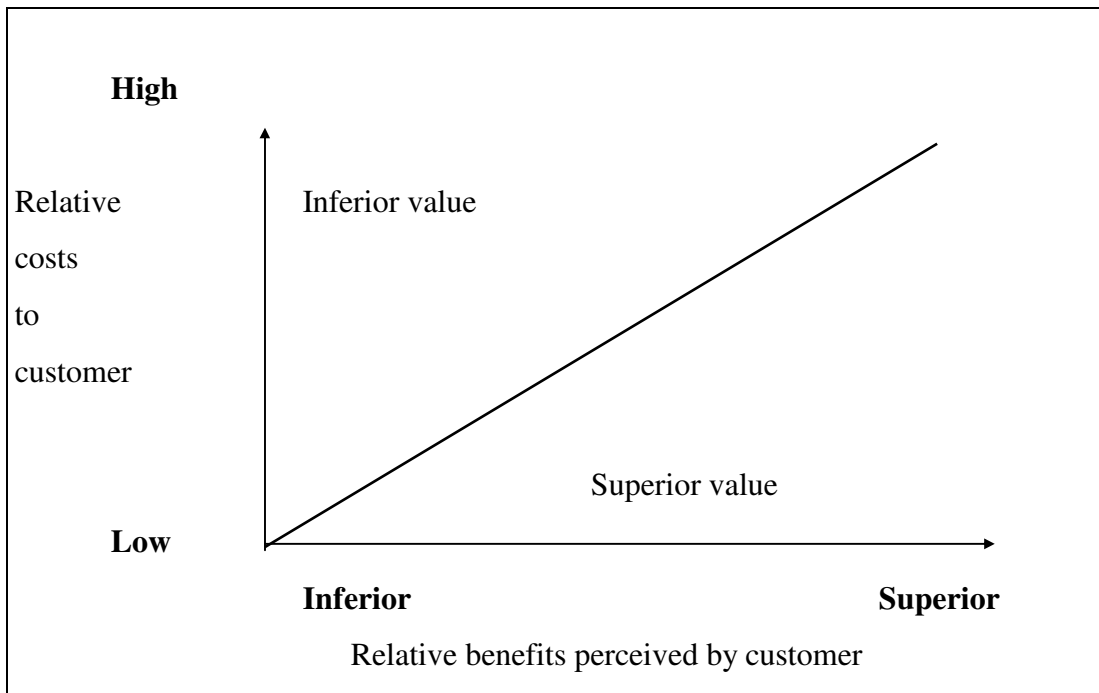 High
Relative
costs
to
customer
Inferior value
Superior value
Low
Inferior
Superior
Relative benefits perceived by customer